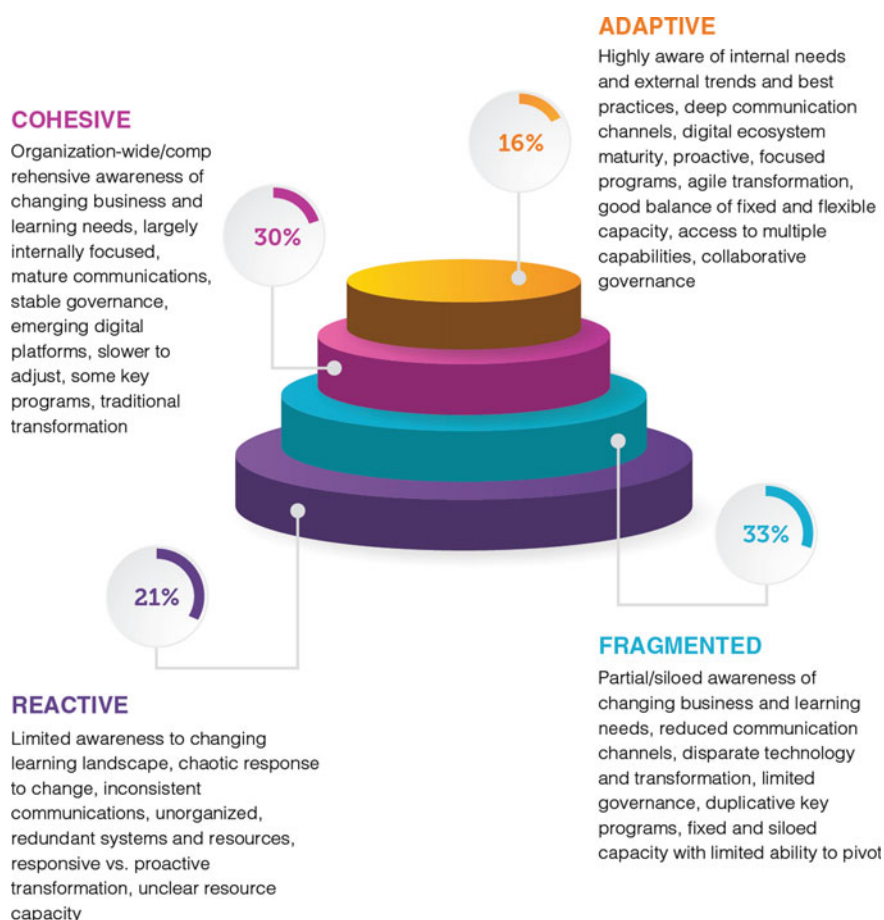 ADAPTIVE
Highly aware of internal needs
and external trends and best
practices, deep communication
channels, digital ecosystem
maturity, proactive, focused
programs, agile transformation,
good balance of fixed and flexible
capacity, access to multiple
capabilities, collaborative
governance
16%
COHESIVE
Organization-wide/comp
rehensive awareness of
changing business and
learning needs, largely
internally focused,
mature communications,
stable governance,
emerging digital
platforms, slower to
adjust, some key
programs, traditional
transformation
30%
33%
21%
REACTIVE
Limited awareness to changing
learning landscape, chaotic response
to change, inconsistent
communications, unorganized,
redundant systems and resources,
responsive vs. proactive
transformation, unclear resource
capacity
FRAGMENTED
Partial/siloed awareness of
changing business and learning
needs, reduced communication
channels, disparate technology
and transformation, limited
governance, duplicative key
programs, fixed and siloed
capacity with limited ability to pivot